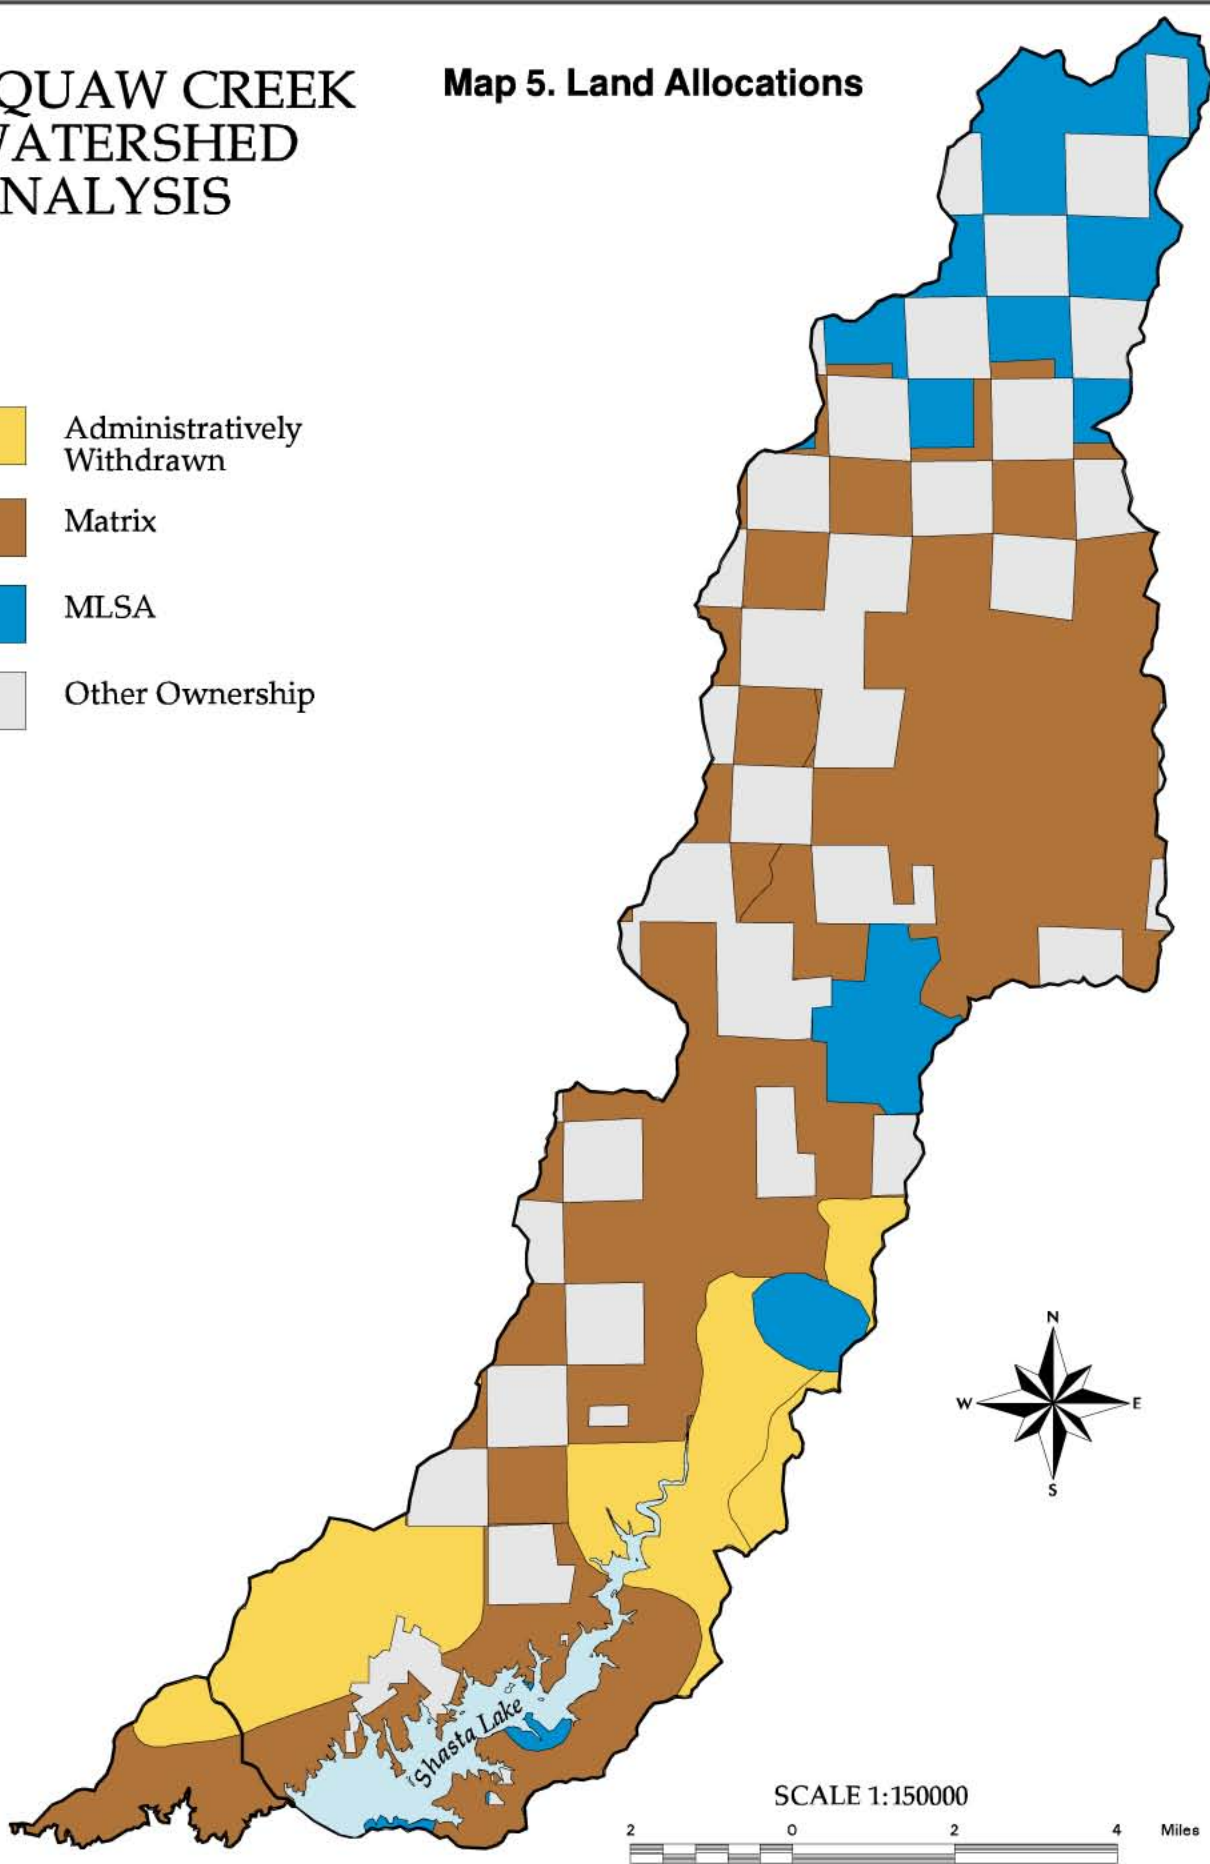 QUAW CREEK
WATERSHED
NALYSIS
Map 5. Land Allocations
Administratively
Withdrawn
Matrix
MLSA
Other Ownership
N
W
E
S
Shasta Lake
SCALE 1:150000
2 0 2 4 Miles